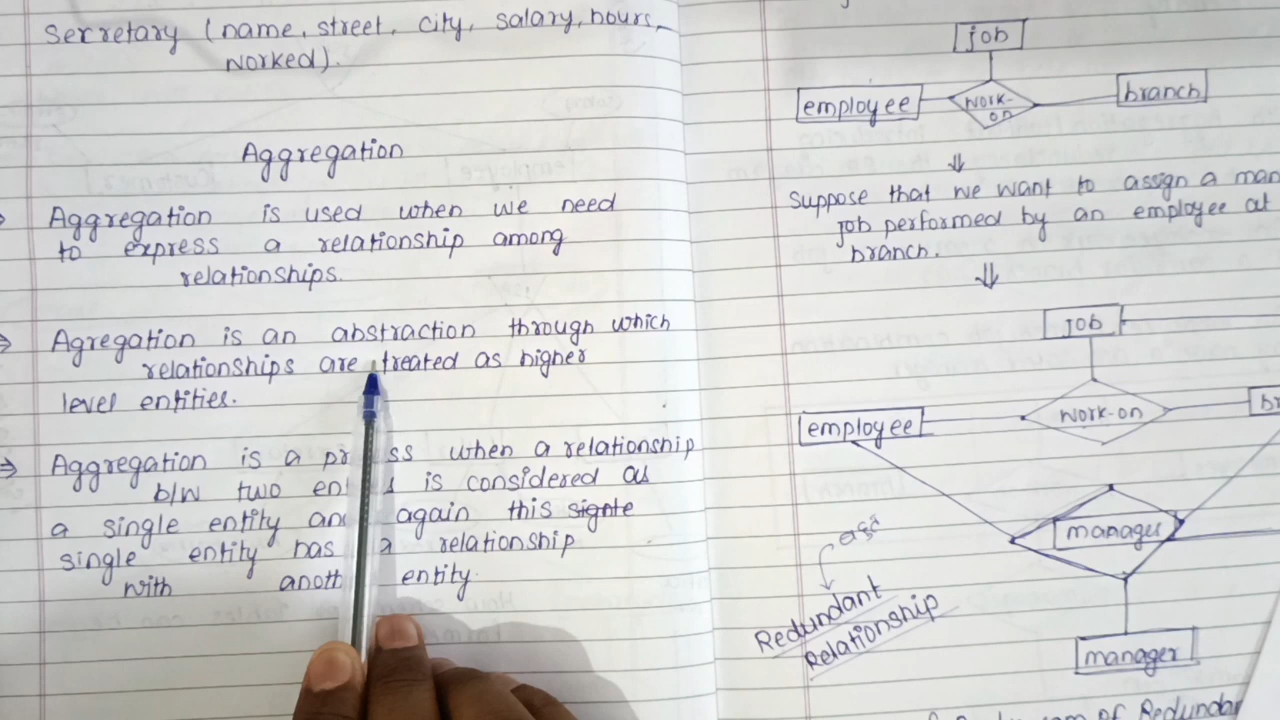 Secretary (name, street, city, salary, hours,
worked).
Aggregation
Aggregation is used when we need
to express a relationship among
relationships.
Agregation is an abstraction through which
relationships are treated as higher
level entities.
Aggregation is a when a relationship
b/w two is considered as
a single entity again this
single entity has a relationship
with entity.
job
employee
work-
on
branch
Suppose that we want to assign a
job performed by an employee at
branch.
job
work-on
employee
manager
Redundant
Relationship
manager
of